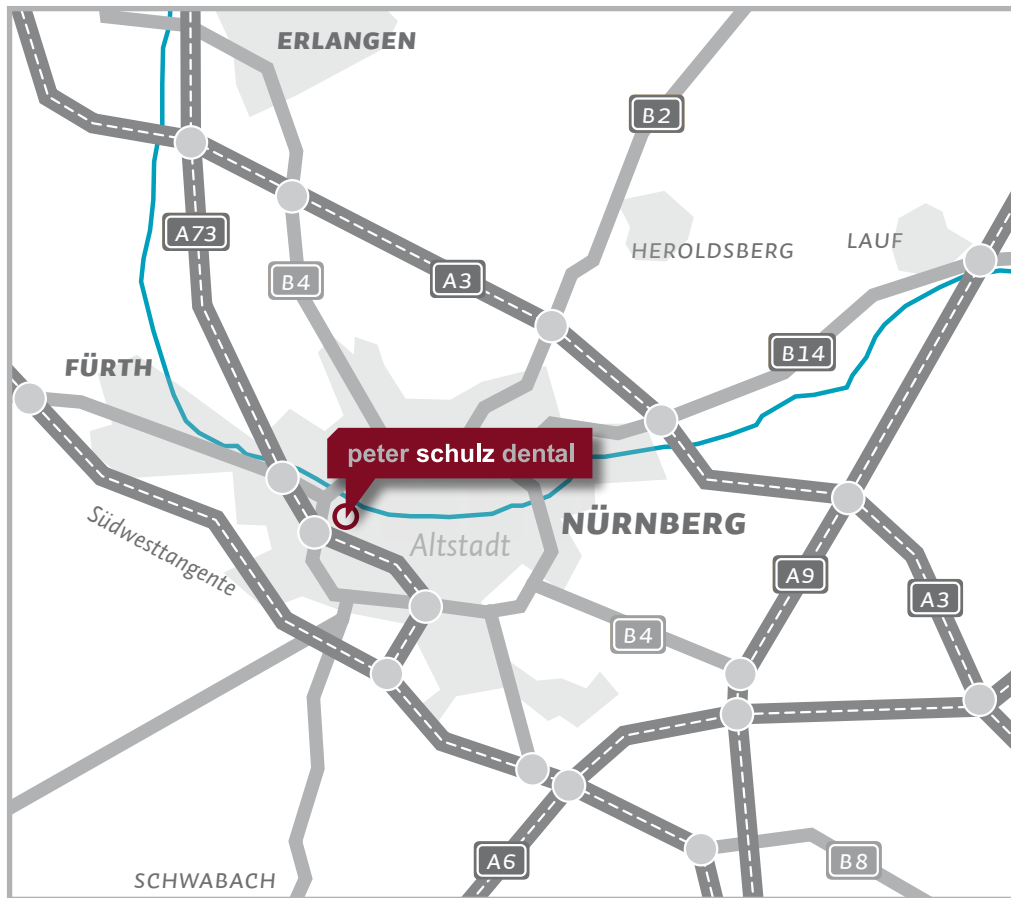 ERLANGEN
B2
A73
HEROLDSBERG
LAUF
B4
A3
B14
FÜRTH
peter schulz dental
Südwesttangente
NÜRNBERG
Altstadt
A9
A3
B4
A6
B8
SCHWABACH